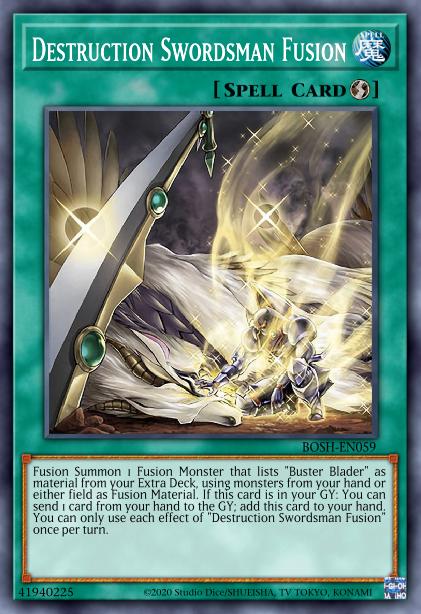 DESTRUCTION SWORDSMAN FUSION
SPELL
魔
[SPELL CARD]
BOSH-EN059
Fusion Summon 1 Fusion Monster that lists "Buster Blader" as
material from your Extra Deck, using monsters from your hand or
either field as Fusion Material. If this card is in your GY: You can
send 1 card from your hand to the GY; add this card to your hand.
You can only use each effect of "Destruction Swordsman Fusion"
once per turn.
41940225
©2020 Studio Dice/SHUEISHA, TV TOKYO, KONAMI